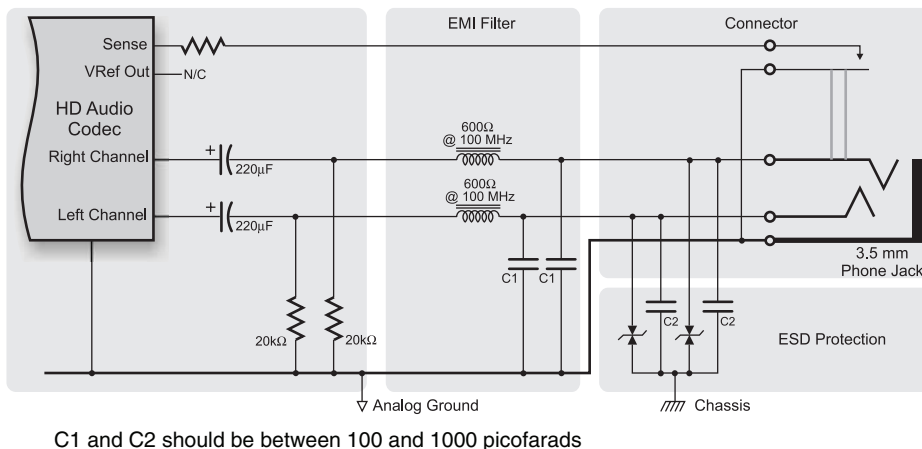 EMI Filter
Connector
Sense
VRef Out
N/C
HD Audio
Codec
Right Channel
Left Channel
+
220µF
+
220µF
600Ω
@ 100 MHz
600Ω
@ 100 MHz
20kΩ
20kΩ
C1
C1
C2
C2
3.5 mm
Phone Jack
ESD Protection
Analog Ground
Chassis
C1 and C2 should be between 100 and 1000 picofarads